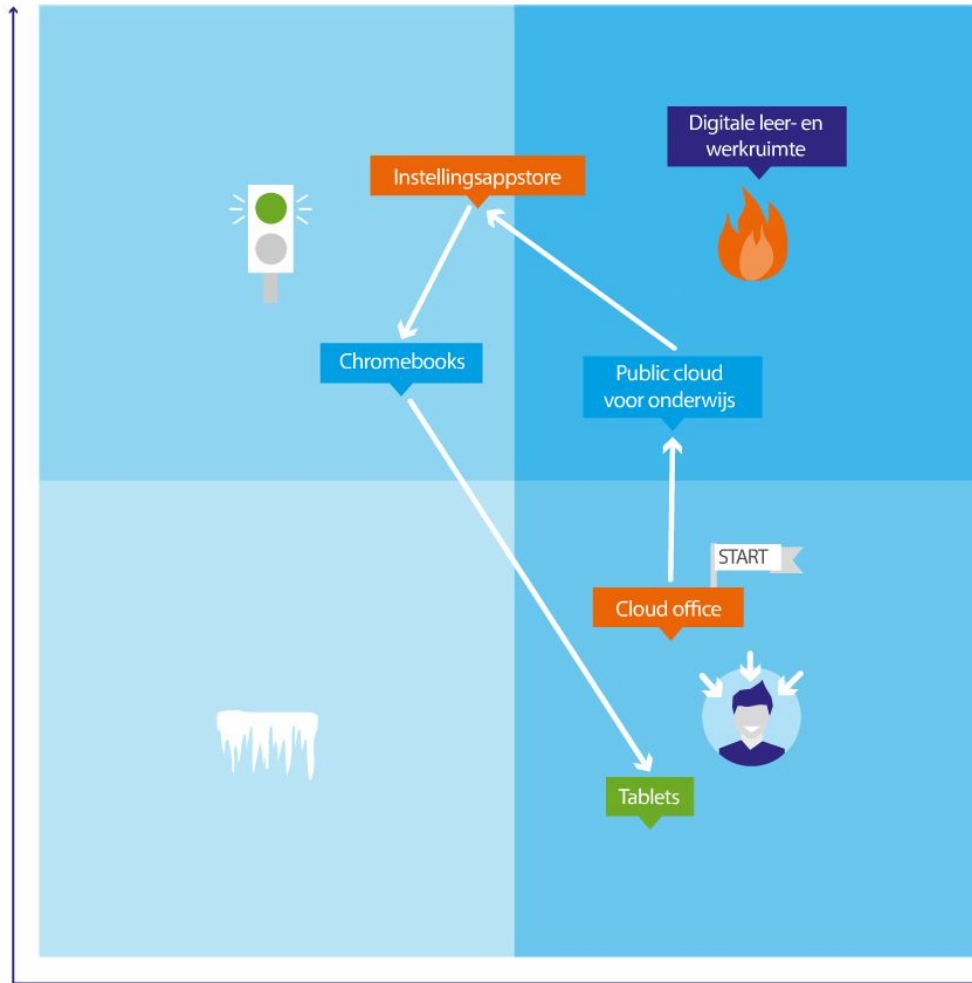 Digitale leer- en
werkruimte
Instellingsappstore
Chromebooks
Public cloud
voor onderwijs
START
Cloud office
Tablets